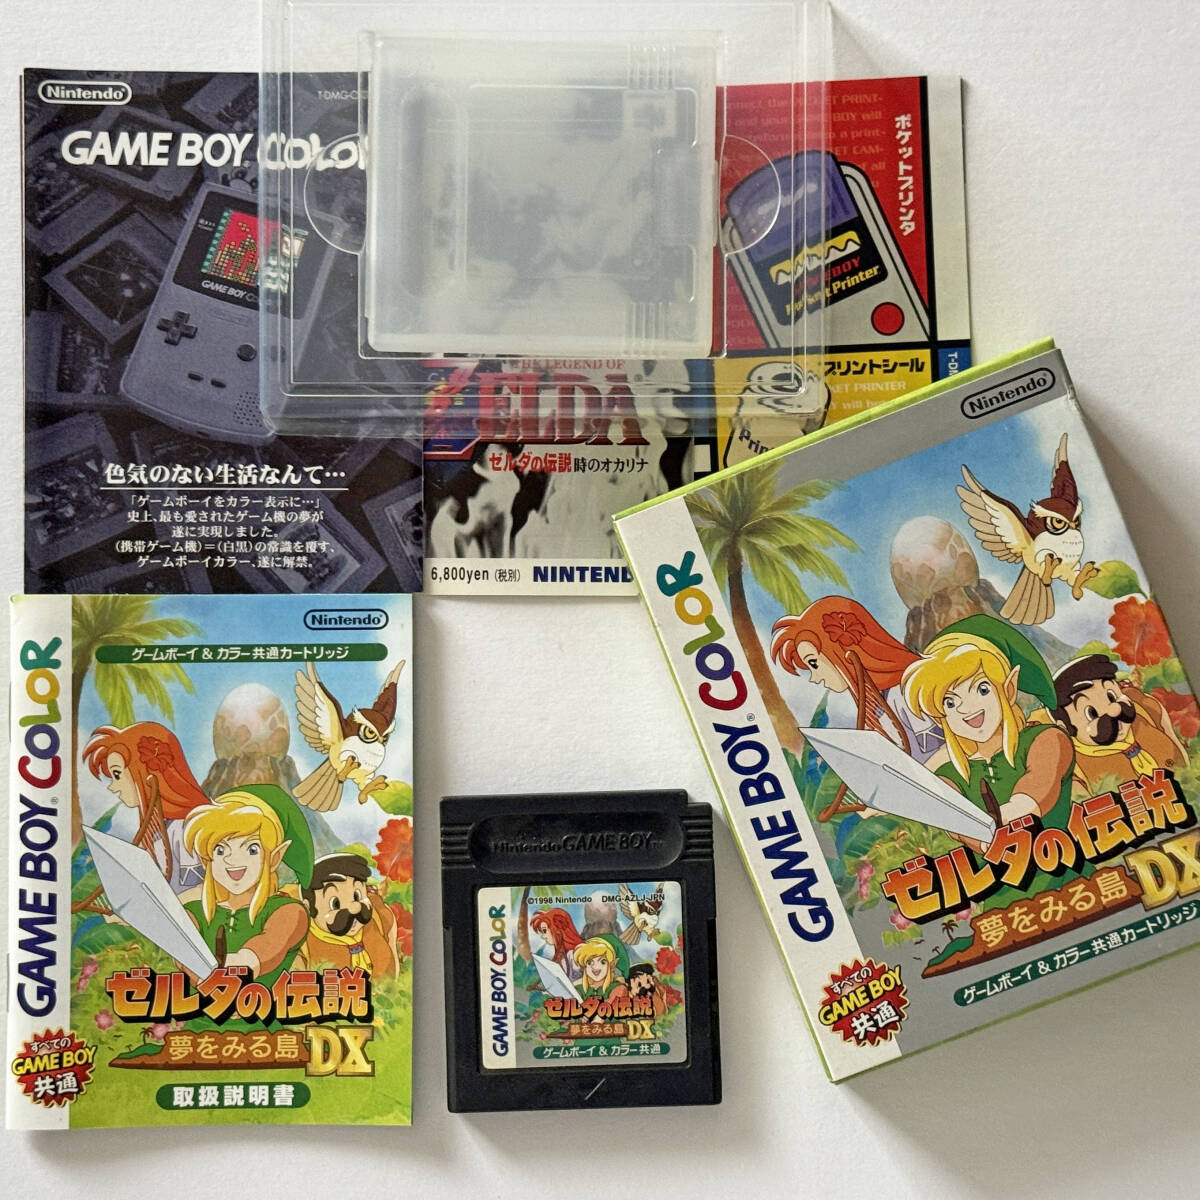 Nintendo
T-DMG-C
GAME BOY COLOR
GAME BOY
色気のない生活なんて…
「ゲームボーイをカラー表示に…」
史上、最も愛されたゲーム機の夢が
遂に実現しました。
(携帯ゲーム機)=(白黒)の常識を覆す、
ゲームボーイカラー、遂に解禁。
THE LEGEND OF
ZELDA
ゼルダの伝説 時のオカリナ
6,800yen (税別) NINTEND
ポケットプリンタ
Printer
プリントシール
KET PRINTER
T-DM
Nintendo
GAME BOY COLOR
ゼルダの伝説
夢をみる島 DX
ゲームボーイ & カラー共通カートリッジ
すべての
GAME BOY
共通
Nintendo
ゲームボーイ & カラー共通カートリッジ
GAME BOY COLOR
ゼルダの伝説
夢をみる島 DX
すべての
GAME BOY
共通
取扱説明書
Nintendo GAME BOY™
©1998 Nintendo DMG-AZLJ-JPN
GAME BOY COLOR
ゼルダの伝説
夢をみる島 DX
ゲームボーイ & カラー 共通